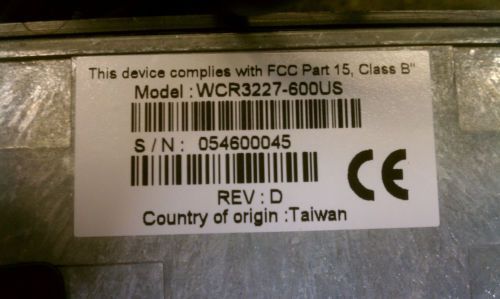 This device complies with FCC Part 15, Class B"
Model : WCR3227-600US
S / N : 054600045
REV : D
Country of origin :Taiwan
CE